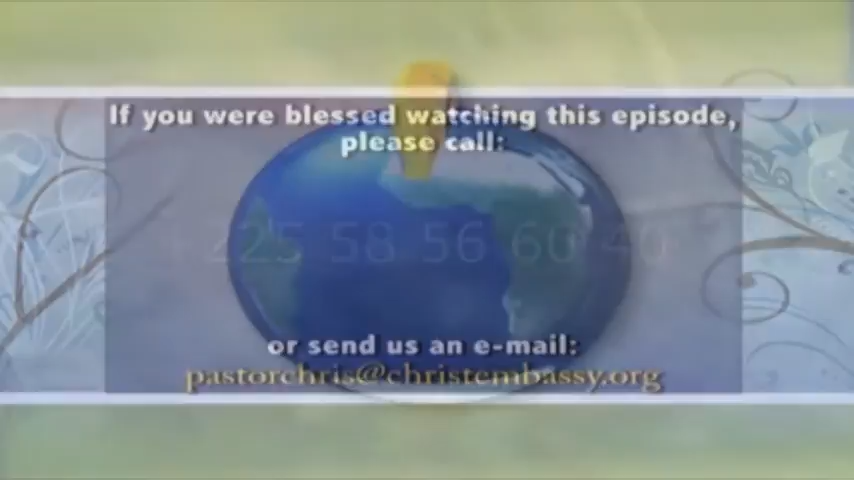 If you were blessed watching this episode,
please call:
+225 58 56 60 40
or send us an e-mail:
pastorchris@christembassy.org